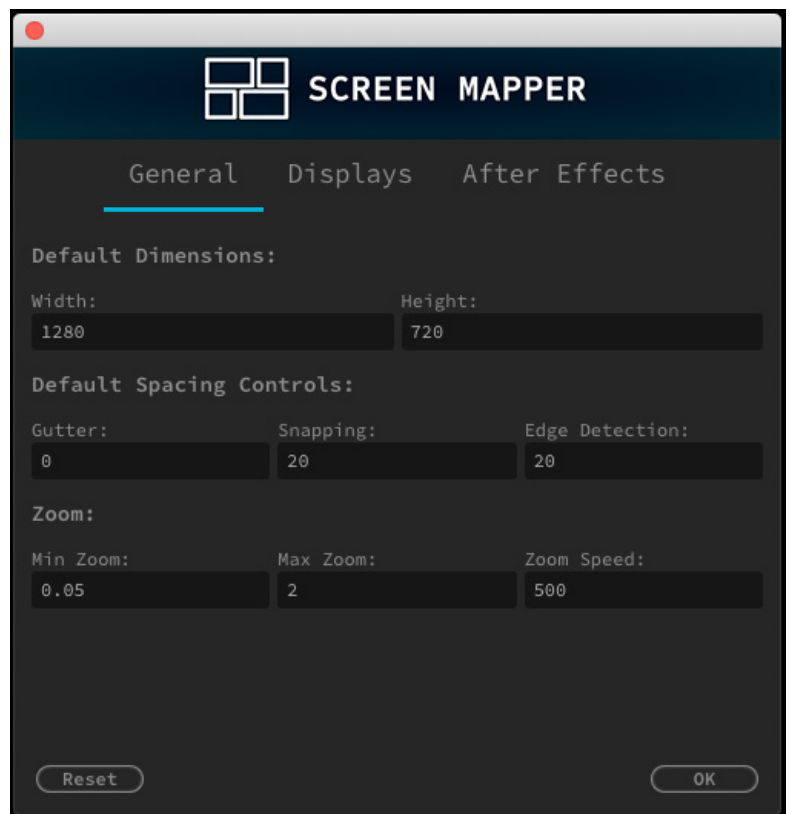 SCREEN MAPPER
General Displays After Effects
Default Dimensions:
Width: Height:
1280 720
Default Spacing Controls:
Gutter: Snapping: Edge Detection:
0 20 20
Zoom:
Min Zoom: Max Zoom: Zoom Speed:
0.05 2 500
Reset OK